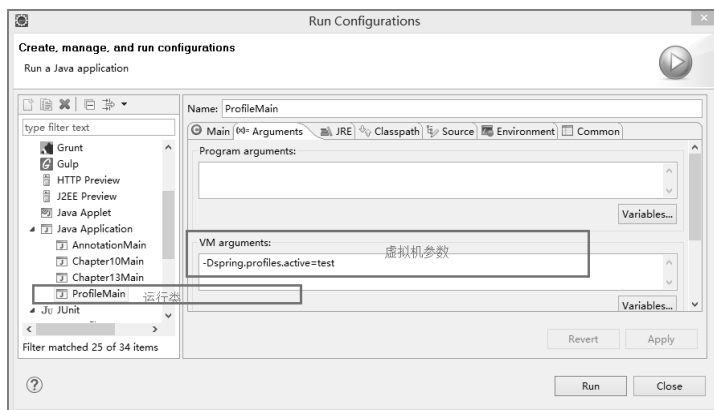 Run Configurations
Create, manage, and run configurations
Run a Java application
Name: ProfileMain
type filter text
Main (x)= Arguments JRE Classpath Source Environment Common
Grunt
Gulp
HTTP Preview
J2EE Preview
Java Applet
Java Application
AnnotationMain
Chapter10Main
Chapter13Main
ProfileMain
运行类
Ju JUnit
Filter matched 25 of 34 items
Program arguments:
Variables...
VM arguments:
虚拟机参数
-Dspring.profiles.active=test
Variables...
Revert Apply
Run Close